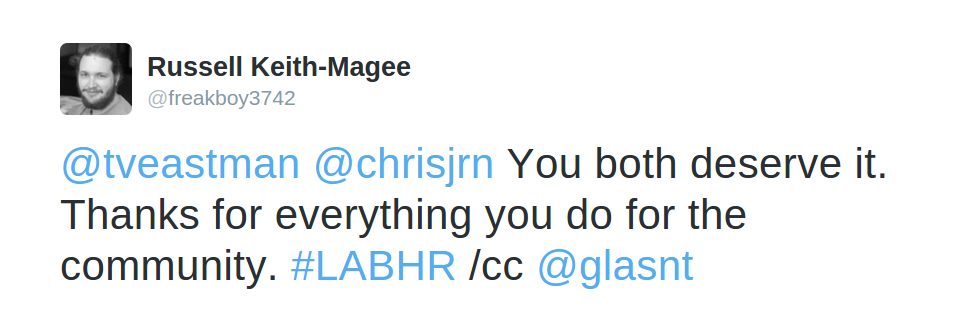 Russell Keith-Magee
@freakboy3742
@tveastman @chrisjrn You both deserve it.
Thanks for everything you do for the
community. #LABHR /cc @glasnt